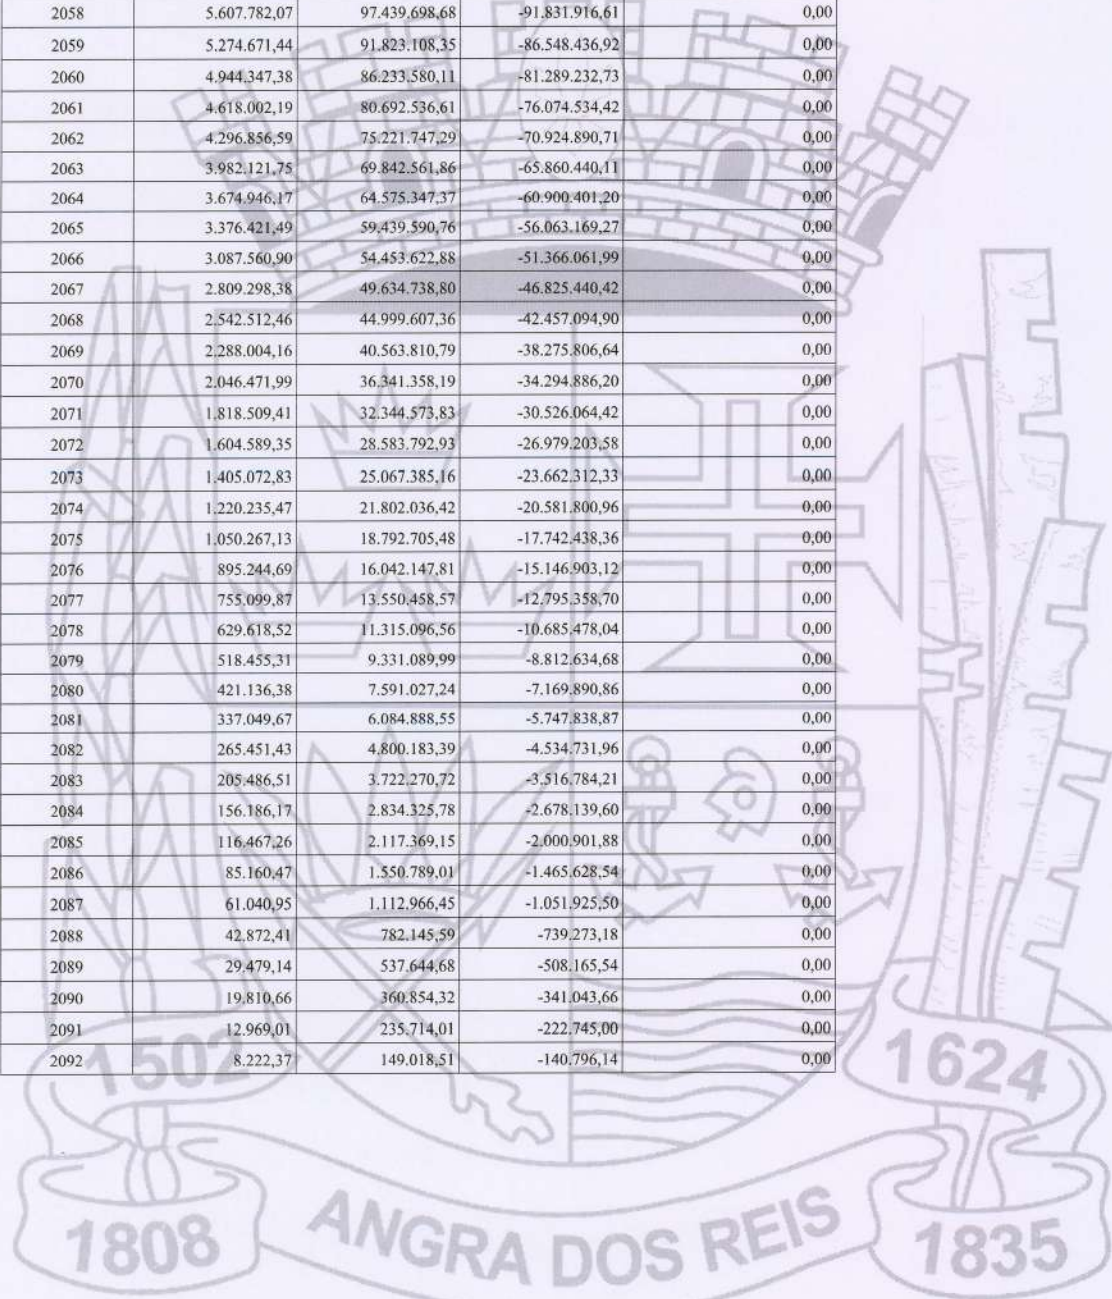 2058 5.607.782,07 97.439.698,68 -91.831.916,61 0,00
2059 5.274.671,44 91.823.108,35 -86.548.436,92 0,00
2060 4.944.347,38 86.233.580,11 -81.289.232,73 0,00
2061 4.618.002,19 80.692.536,61 -76.074.534,42 0,00
2062 4.296.856,59 75.221.747,29 -70.924.890,71 0,00
2063 3.982.121,75 69.842.561,86 -65.860.440,11 0,00
2064 3.674.946,17 64.575.347,37 -60.900.401,20 0,00
2065 3.376.421,49 59.439.590,76 -56.063.169,27 0,00
2066 3.087.560,90 54.453.622,88 -51.366.061,99 0,00
2067 2.809.298,38 49.634.738,80 -46.825.440,42 0,00
2068 2.542.512,46 44.999.607,36 -42.457.094,90 0,00
2069 2.288.004,16 40.563.810,79 -38.275.806,64 0,00
2070 2.046.471,99 36.341.358,19 -34.294.886,20 0,00
2071 1.818.509,41 32.344.573,83 -30.526.064,42 0,00
2072 1.604.589,35 28.583.792,93 -26.979.203,58 0,00
2073 1.405.072,83 25.067.385,16 -23.662.312,33 0,00
2074 1.220.235,47 21.802.036,42 -20.581.800,96 0,00
2075 1.050.267,13 18.792.705,48 -17.742.438,36 0,00
2076 895.244,69 16.042.147,81 -15.146.903,12 0,00
2077 755.099,87 13.550.458,57 -12.795.358,70 0,00
2078 629.618,52 11.315.096,56 -10.685.478,04 0,00
2079 518.455,31 9.331.089,99 -8.812.634,68 0,00
2080 421.136,38 7.591.027,24 -7.169.890,86 0,00
2081 337.049,67 6.084.888,55 -5.747.838,87 0,00
2082 265.451,43 4.800.183,39 -4.534.731,96 0,00
2083 205.486,51 3.722.270,72 -3.516.784,21 0,00
2084 156.186,17 2.834.325,78 -2.678.139,60 0,00
2085 116.467,26 2.117.369,15 -2.000.901,88 0,00
2086 85.160,47 1.550.789,01 -1.465.628,54 0,00
2087 61.040,95 1.112.966,45 -1.051.925,50 0,00
2088 42.872,41 782.145,59 -739.273,18 0,00
2089 29.479,14 537.644,68 -508.165,54 0,00
2090 19.810,66 360.854,32 -341.043,66 0,00
2091 12.969,01 235.714,01 -222.745,00 0,00
2092 8.222,37 149.018,51 -140.796,14 0,00
1502 1624
1808 ANGRA DOS REIS 1835